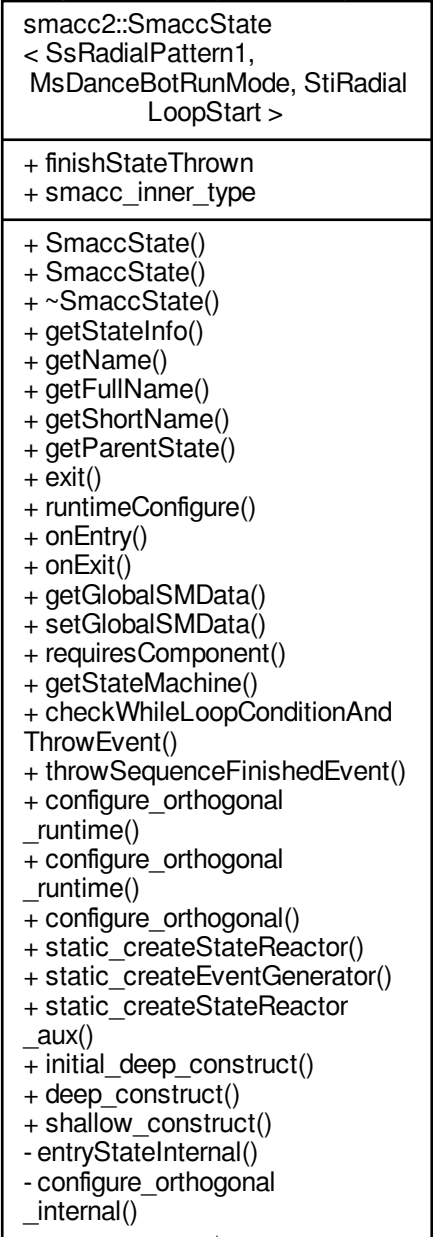 smacc2::SmaccState
< SsRadialPattern1,
MsDanceBotRunMode, StiRadial
LoopStart >
+ finishStateThrown
+ smacc_inner_type
+ SmaccState()
+ SmaccState()
+ ~SmaccState()
+ getStateInfo()
+ getName()
+ getFullName()
+ getShortName()
+ getParentState()
+ exit()
+ runtimeConfigure()
+ onEntry()
+ onExit()
+ getGlobalSMData()
+ setGlobalSMData()
+ requiresComponent()
+ getStateMachine()
+ checkWhileLoopConditionAnd
ThrowEvent()
+ throwSequenceFinishedEvent()
+ configure_orthogonal
_runtime()
+ configure_orthogonal
_runtime()
+ configure_orthogonal()
+ static_createStateReactor()
+ static_createEventGenerator()
+ static_createStateReactor
_aux()
+ initial_deep_construct()
+ deep_construct()
+ shallow_construct()
- entryStateInternal()
- configure_orthogonal
_internal()